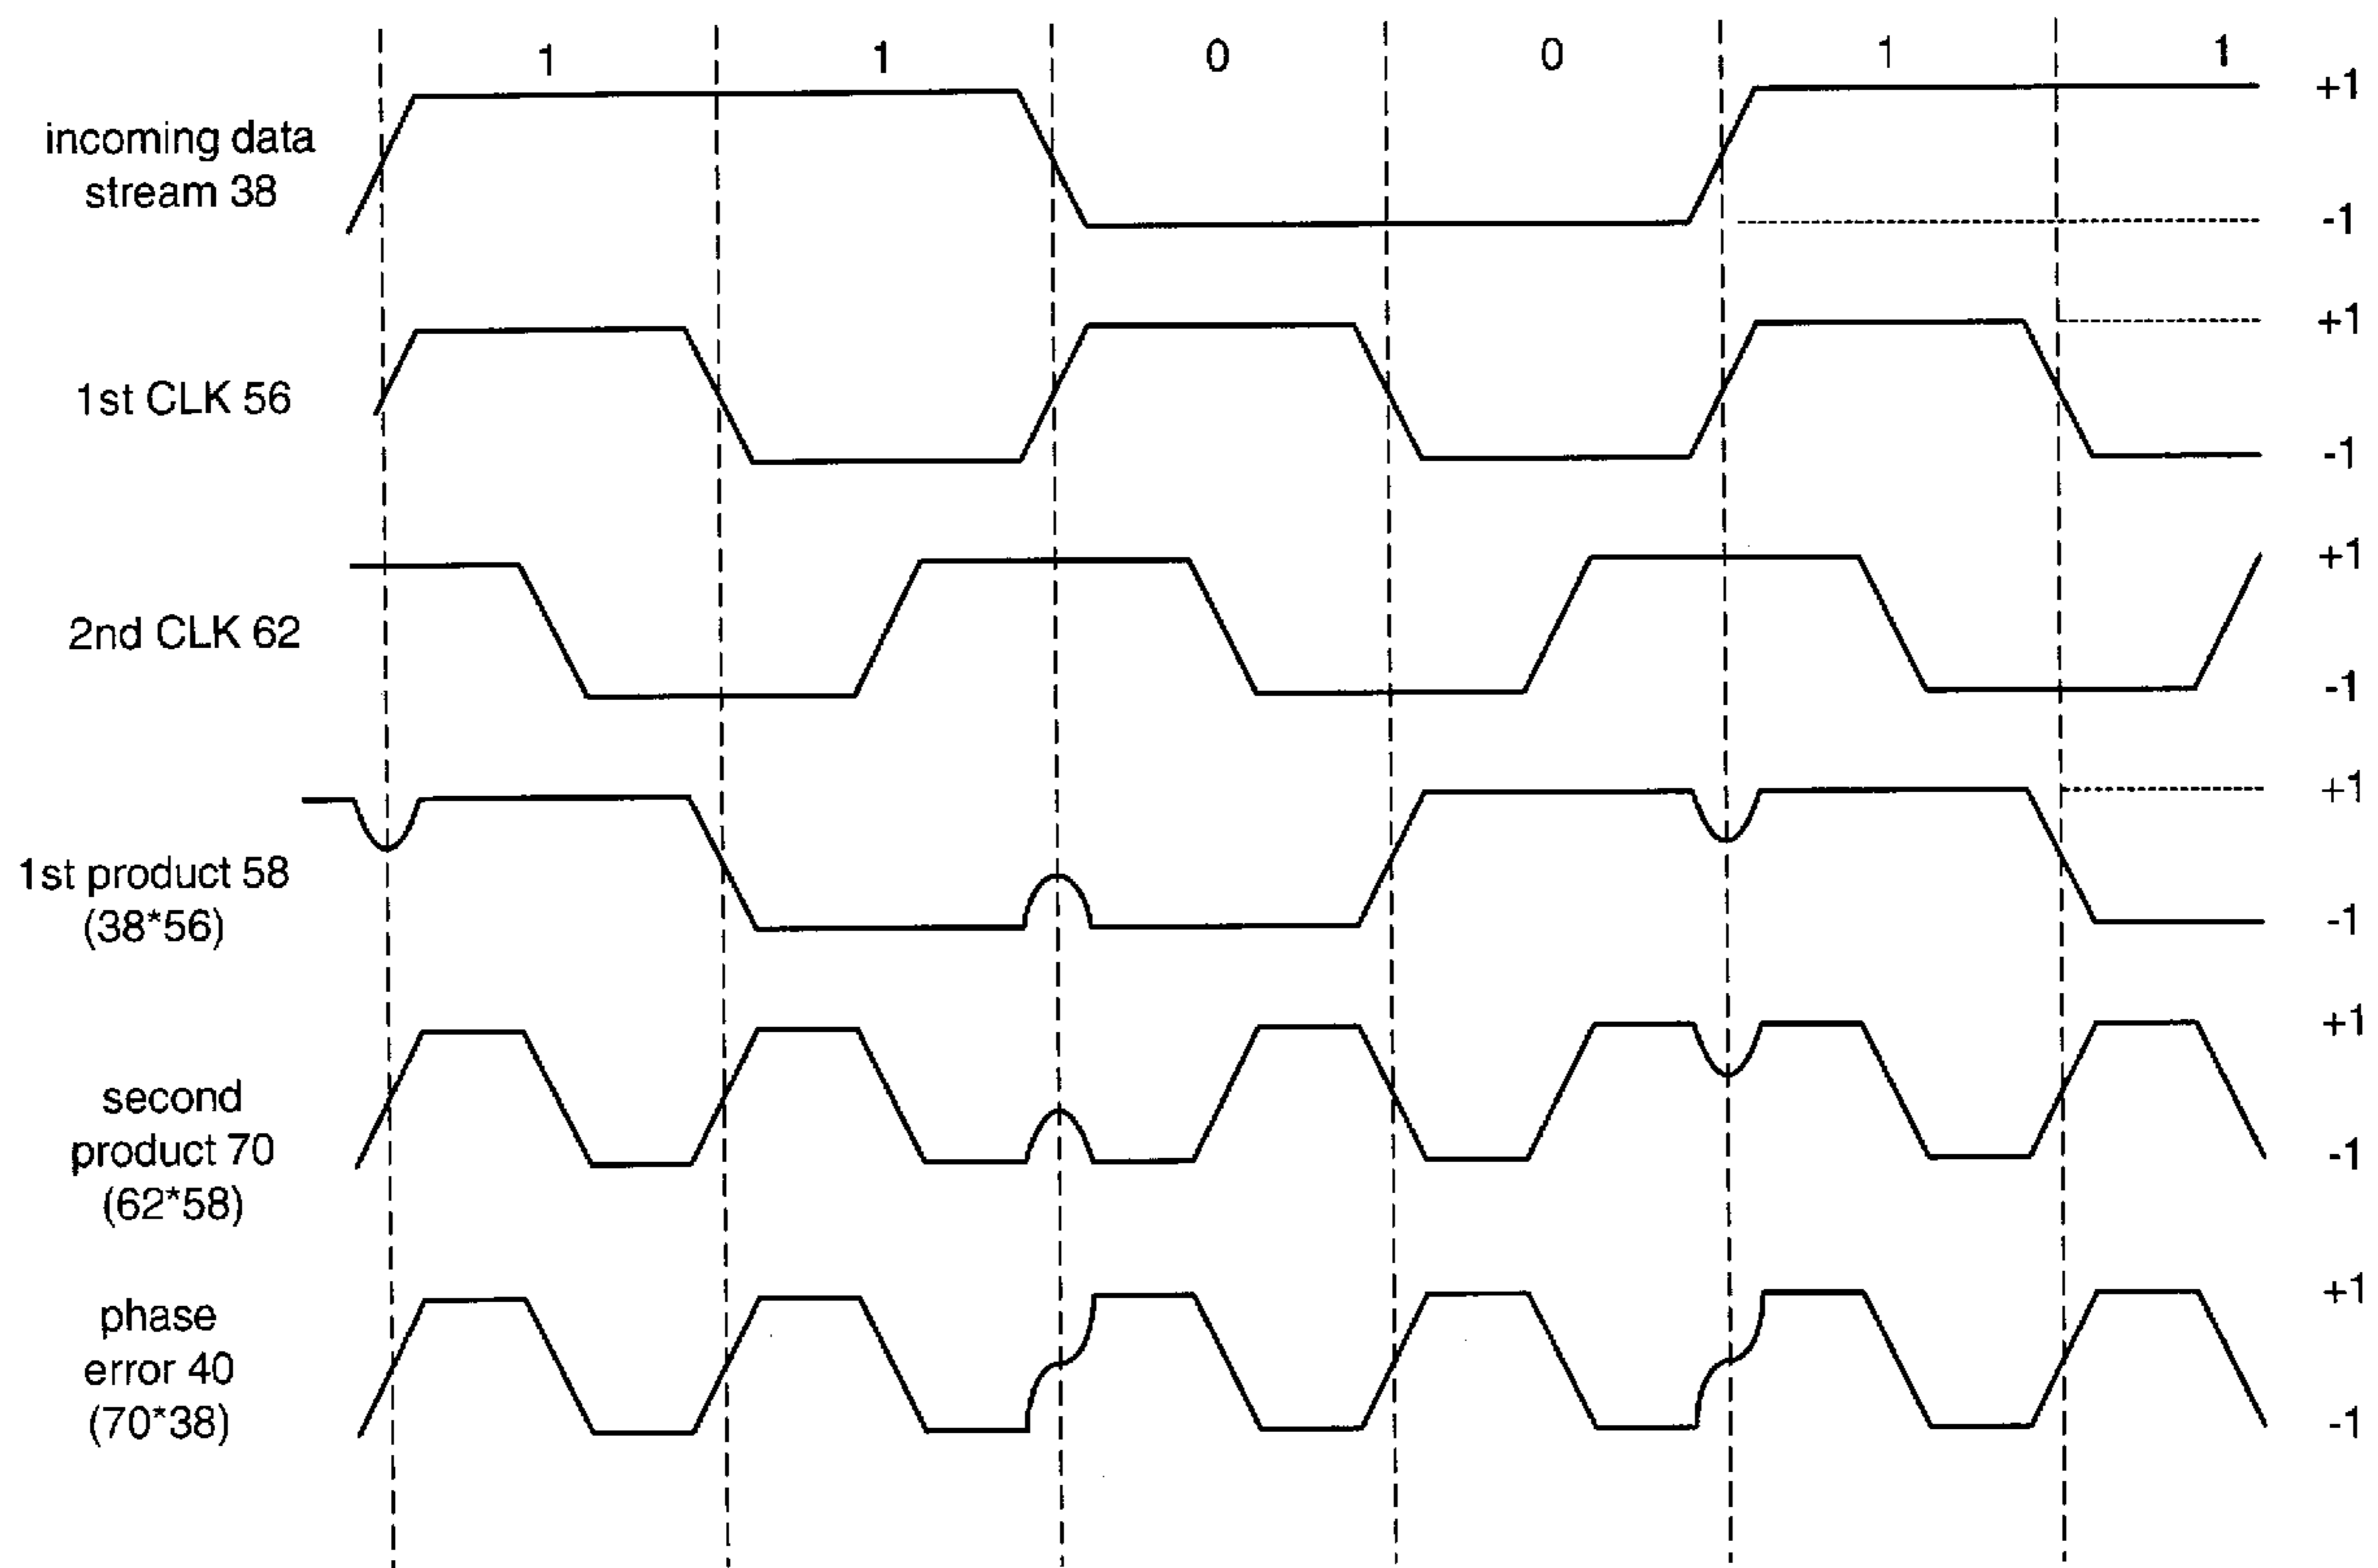 1 1 0 0 1 1
incoming data
stream 38
+1
-1
1st CLK 56
+1
-1
2nd CLK 62
+1
-1
1st product 58
(38*56)
+1
-1
second
product 70
(62*58)
+1
-1
phase
error 40
(70*38)
+1
-1